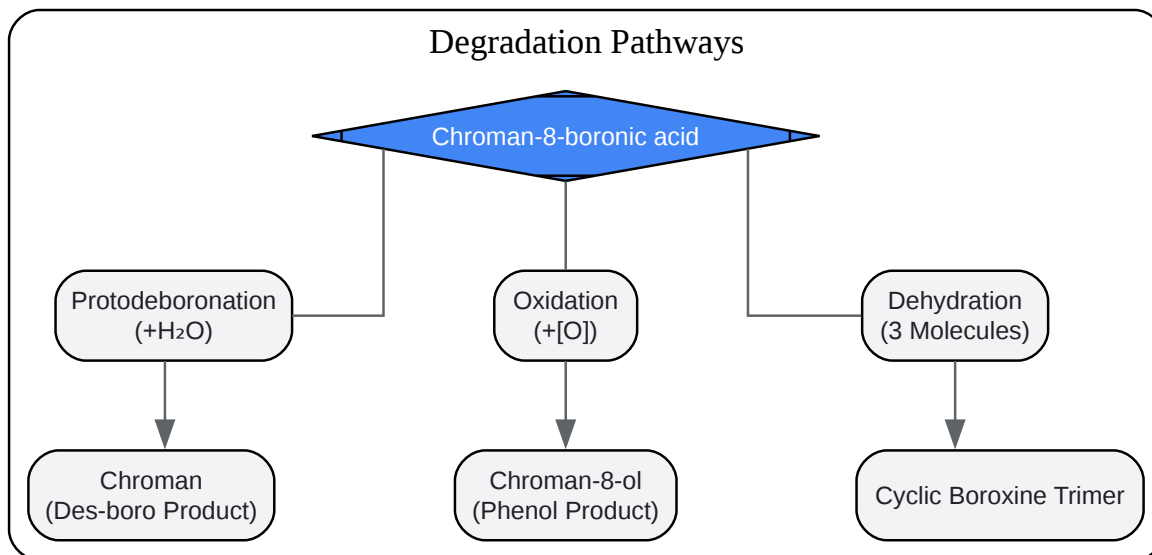 Degradation Pathways
Chroman-8-boronic acid
Protodeboronation
(+H₂O)
Oxidation
(+[O])
Dehydration
(3 Molecules)
Chroman
(Des-boro Product)
Chroman-8-ol
(Phenol Product)
Cyclic Boroxine Trimer